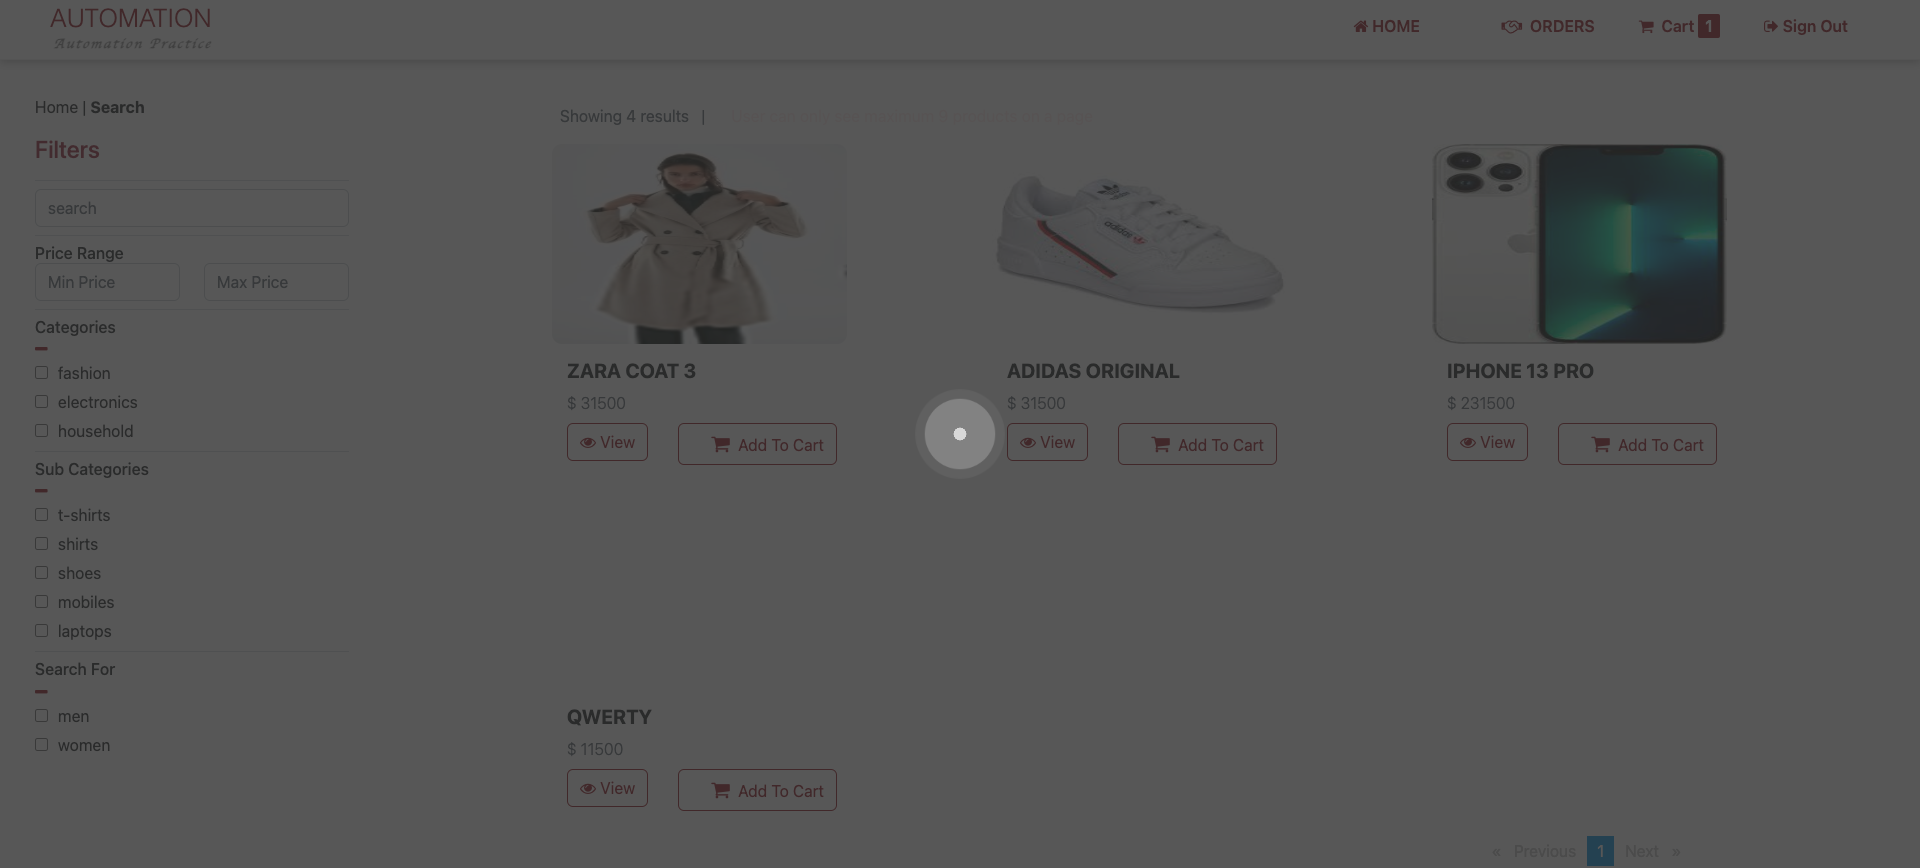 AUTOMATION
Automation Practice
HOME
ORDERS
Cart 1
Sign Out
Home | Search
Filters
search
Price Range
Min Price
Max Price
Categories
fashion
electronics
household
Sub Categories
t-shirts
shirts
shoes
mobiles
laptops
Search For
men
women
Showing 4 results |
adidas
ZARA COAT 3
$ 31500
View
Add To Cart
ADIDAS ORIGINAL
$ 31500
View
Add To Cart
IPHONE 13 PRO
$ 231500
View
Add To Cart
QWERTY
$ 11500
View
Add To Cart
« Previous 1 Next »